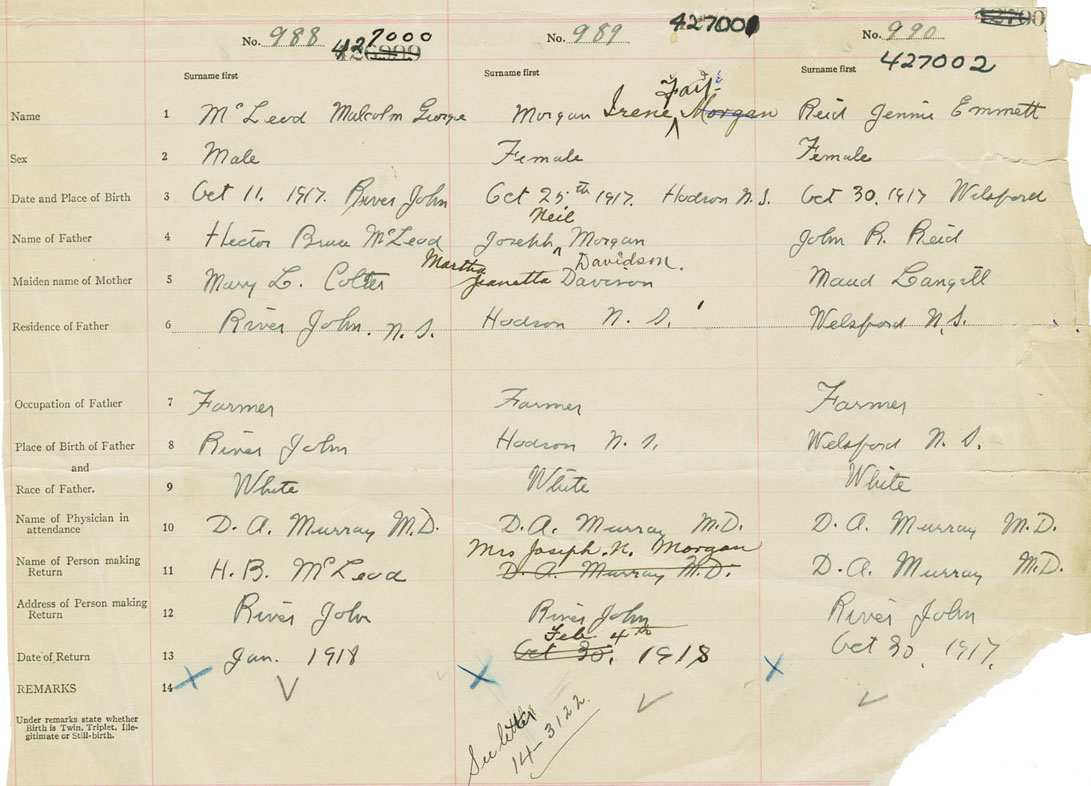 No. 988 427000 426999
No. 989 427001
No. 990 42700 427002
Surname first Surname first Surname first
Name 1 McLeod Malcolm George Morgan Irene Fay Morgan Reid Jennie Emmett
Sex 2 Male Female Female
Date and Place of Birth 3 Oct 11. 1917. River John Oct 25th 1917. Hodson N.S. Oct 30, 1917 Welsford
Name of Father 4 Hector Bruce McLeod Joseph Neil Morgan John R. Reid
Maiden name of Mother 5 Mary L. Colter Martha Jeanetta Davison Davidson. Maud Langill
Residence of Father 6 River John. N.S. Hodson N.S. Welsford N.S.
Occupation of Father 7 Farmer Farmer Farmer
Place of Birth of Father 8 River John Hodson N.S. Welsford N.S.
and
Race of Father. 9 White White White
Name of Physician in attendance 10 D. A. Murray M.D. D. A. Murray M.D. D. A. Murray M.D.
Name of Person making Return 11 H. B. McLeod Mrs Joseph. N. Morgan D. A. Murray M.D. D. A. Murray M.D.
Address of Person making Return 12 River John River John River John
Date of Return 13 Jan. 1918 Oct 30, Feb. 4th 1918 Oct 30, 1917.
REMARKS 14
Under remarks state whether
Birth is Twin, Triplet, Ille-
gitimate or Still-birth.
See letter
14-3122.